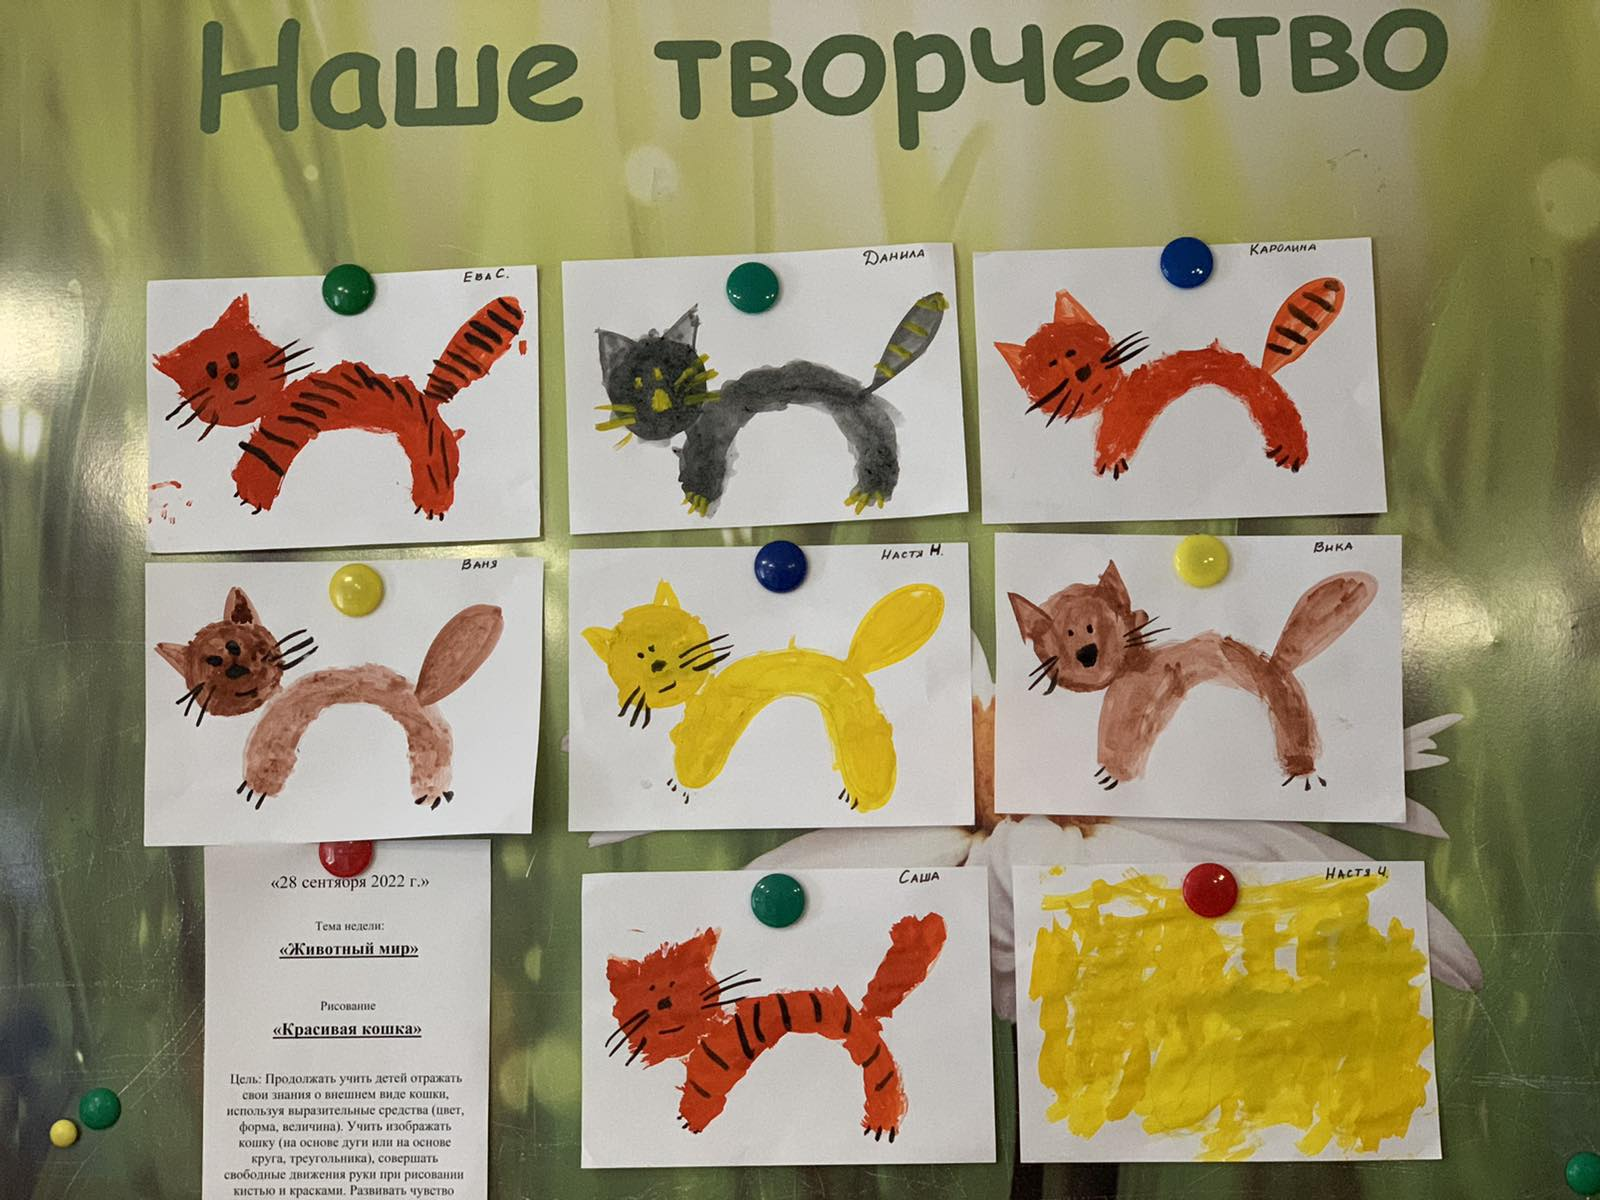 Наше творчество
Ева С.
Данила
Каролина
Ваня
Настя Н.
Вика
Саша
Настя Ч.
«28 сентября 2022 г.»
Тема недели:
«Животный мир»
Рисование
«Красивая кошка»
Цель: Продолжать учить детей отражать
свои знания о внешнем виде кошки,
используя выразительные средства (цвет,
форма, величина). Учить изображать
кошку (на основе дуги или на основе
круга, треугольника), совершать
свободные движения руки при рисовании
кистью и красками. Развивать чувство